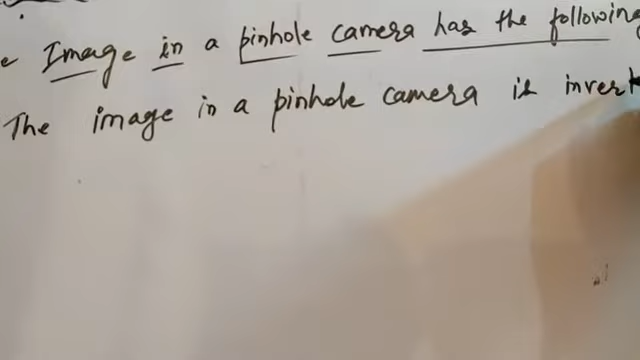 e Image in a pinhole camera has the following
The image in a pinhole camera is invert